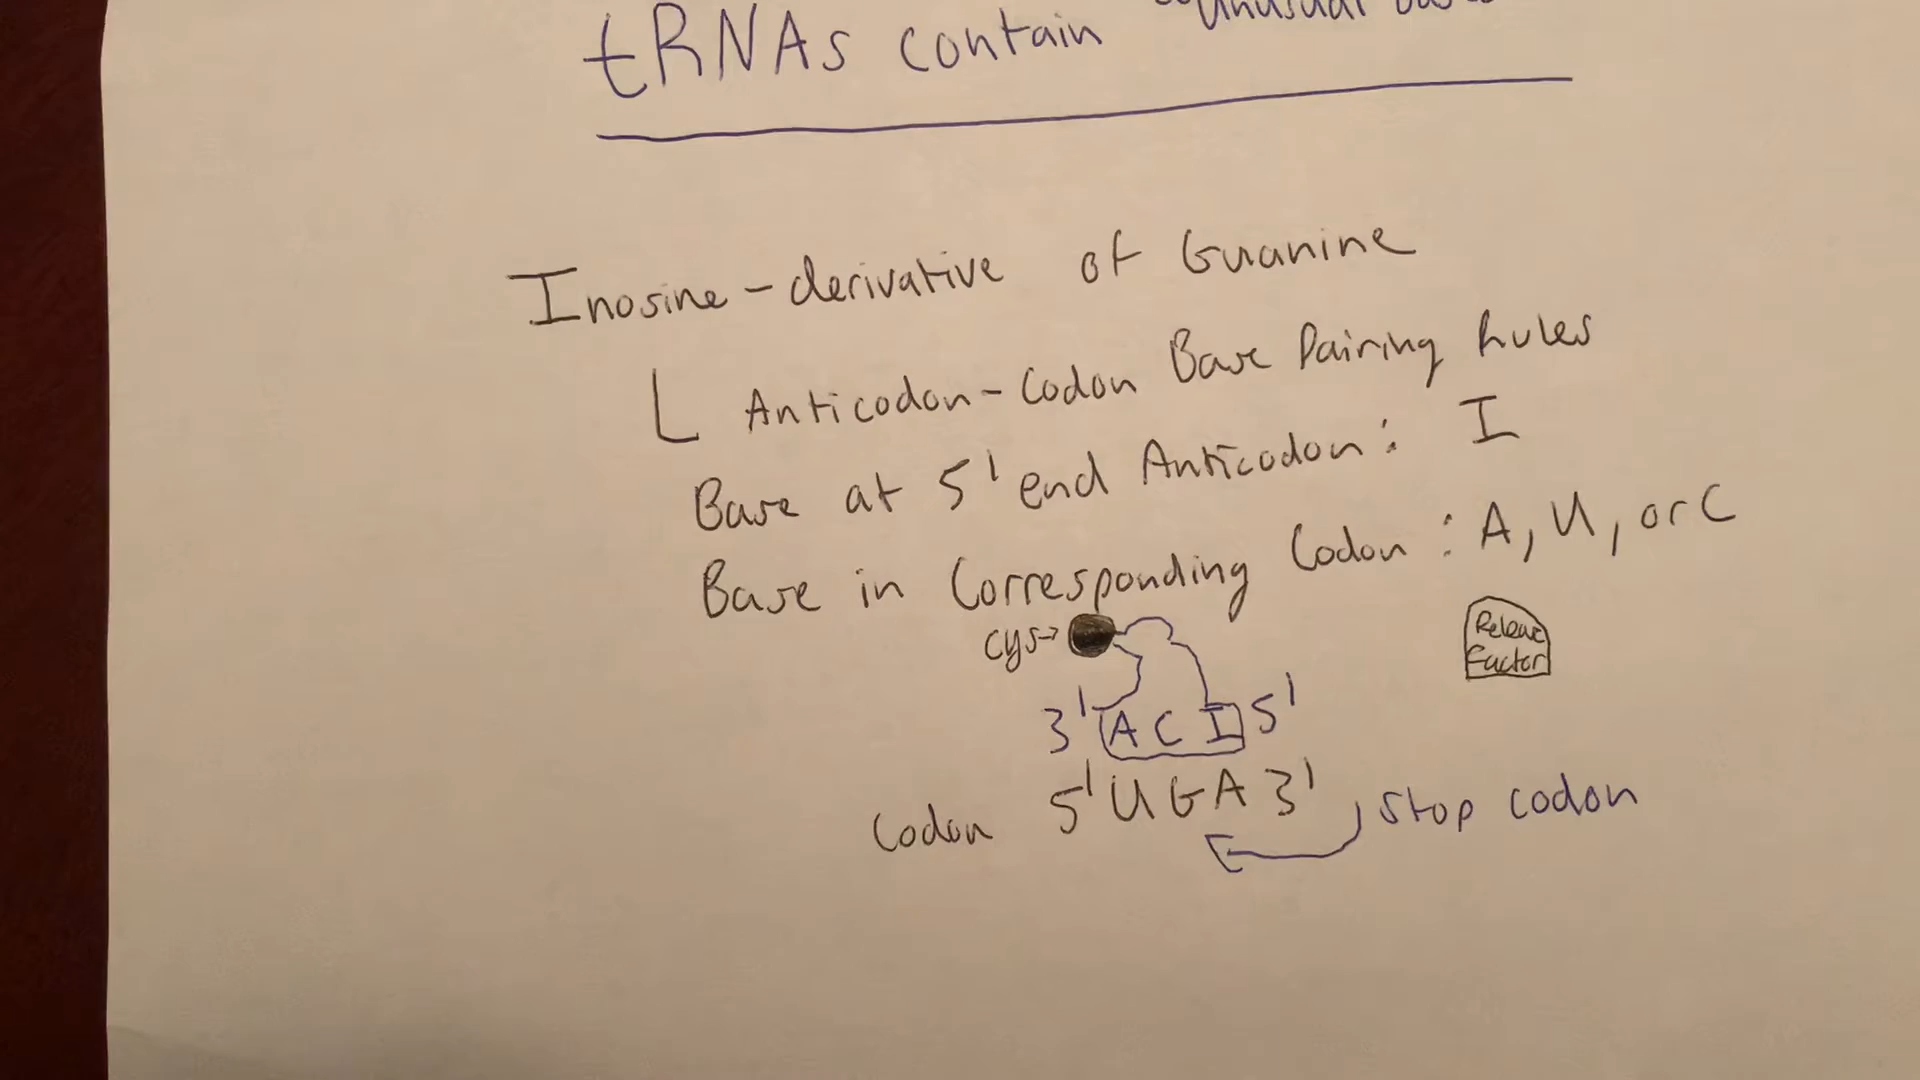 tRNAs contain "unusual
Inosine - derivative of Guanine
Anticodon - Codon Base Pairing Rules
Base at 5' end Anticodon: I
Base in Corresponding Codon: A, U, or C
Cys→
Release
Factor
3' A C I 5'
Codon 5' U G A 3'
Stop codon